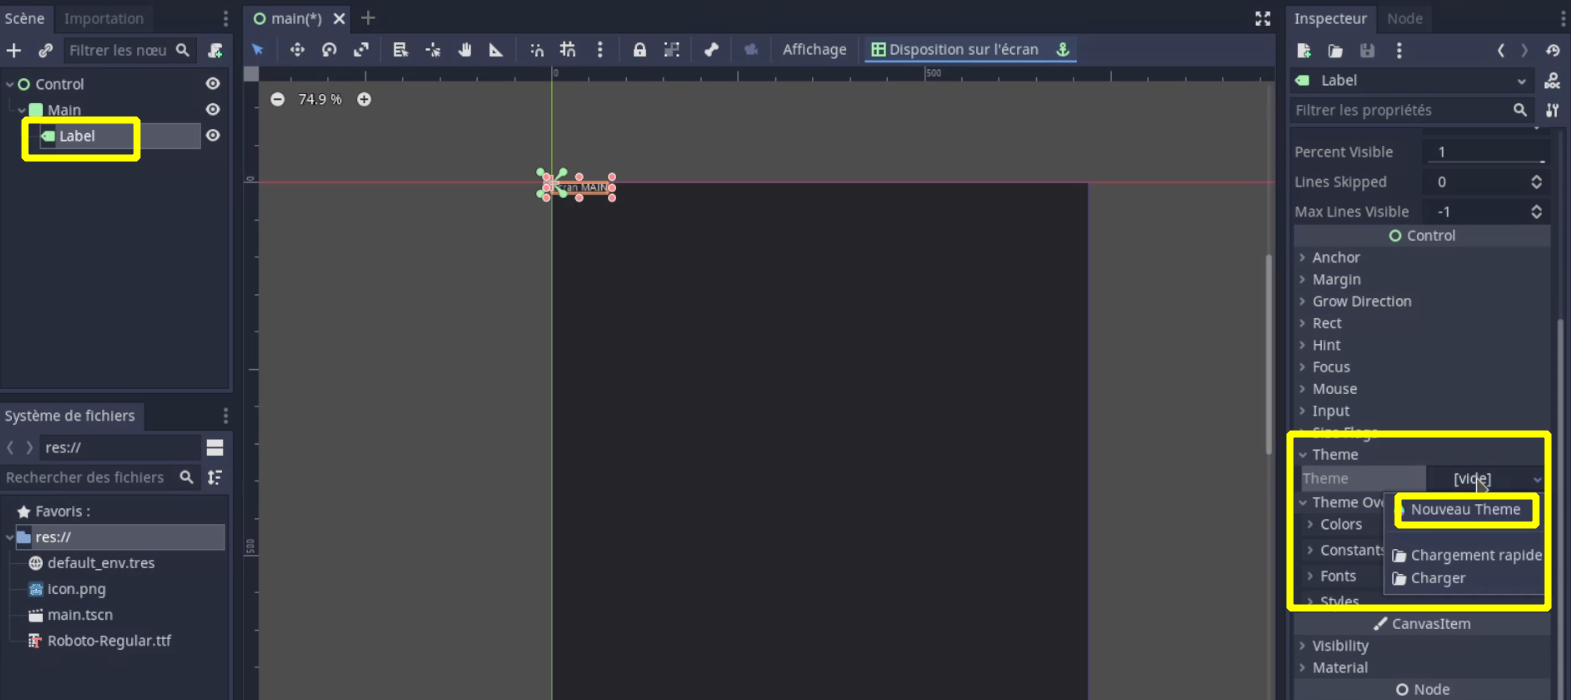 Scène Importation
Filtrer les nœu
Control
Main
Label
Système de fichiers
res://
Rechercher des fichiers
Favoris :
res://
default_env.tres
icon.png
main.tscn
Roboto-Regular.ttf
main(*)
Affichage Disposition sur l'écran
0 500
74.9 %
0
500
ran MAIN
Inspecteur Node
Label
Filtrer les propriétés
Percent Visible 1
Lines Skipped 0
Max Lines Visible -1
Control
Anchor
Margin
Grow Direction
Rect
Hint
Focus
Mouse
Input
Size Flags
Theme
Theme [vide]
Theme Ove
Nouveau Theme
Colors
Constants
Chargement rapide
Fonts
Charger
Styles
CanvasItem
Visibility
Material
Node